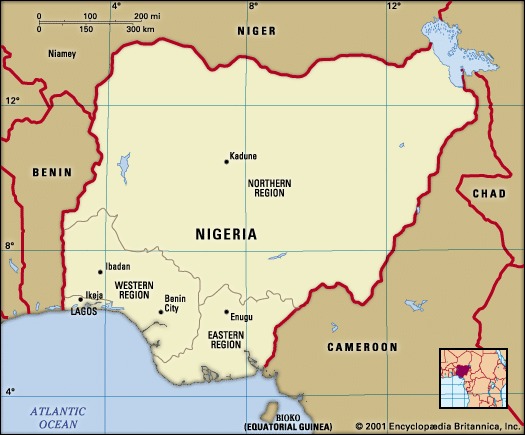 4°
8°
12°
0 100 200 mi
0 150 300 km
NIGER
Niamey
12°
BENIN
Kaduna
NORTHERN
REGION
CHAD
NIGERIA
8°
Ibadan
WESTERN
REGION
Ikeja
LAGOS
Benin
City
Enugu
EASTERN
REGION
CAMEROON
4°
ATLANTIC
OCEAN
BIOKO
(EQUATORIAL GUINEA)
© 2001 Encyclopædia Britannica, Inc.